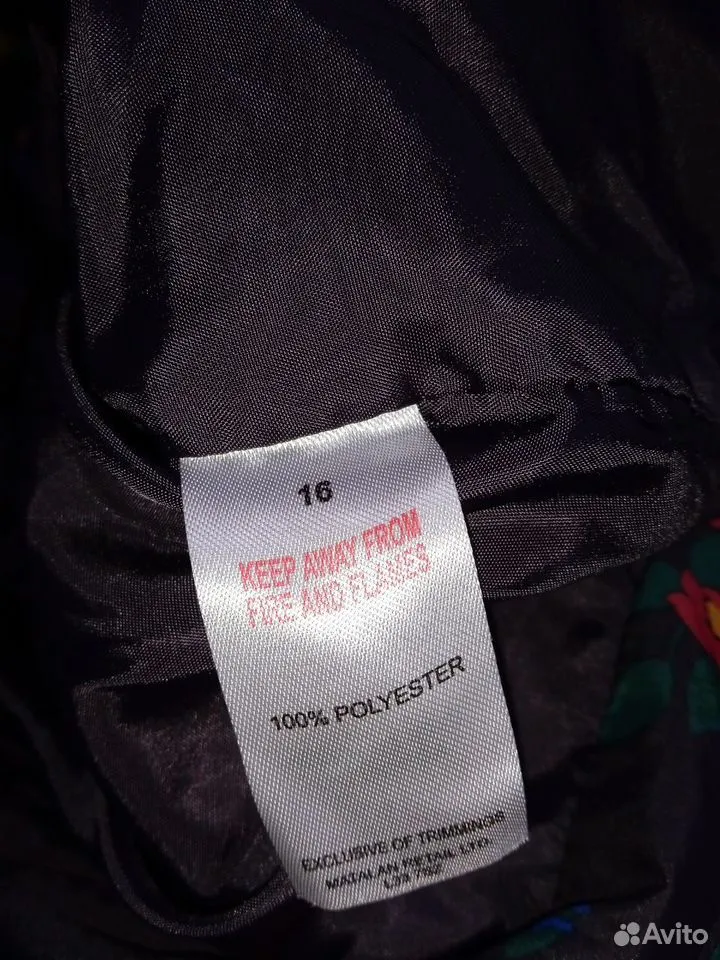 16
KEEP AWAY FROM
FIRE AND FLAMES
100% POLYESTER
EXCLUSIVE OF TRIMMINGS
MATALAN RETAIL LTD.
Avito